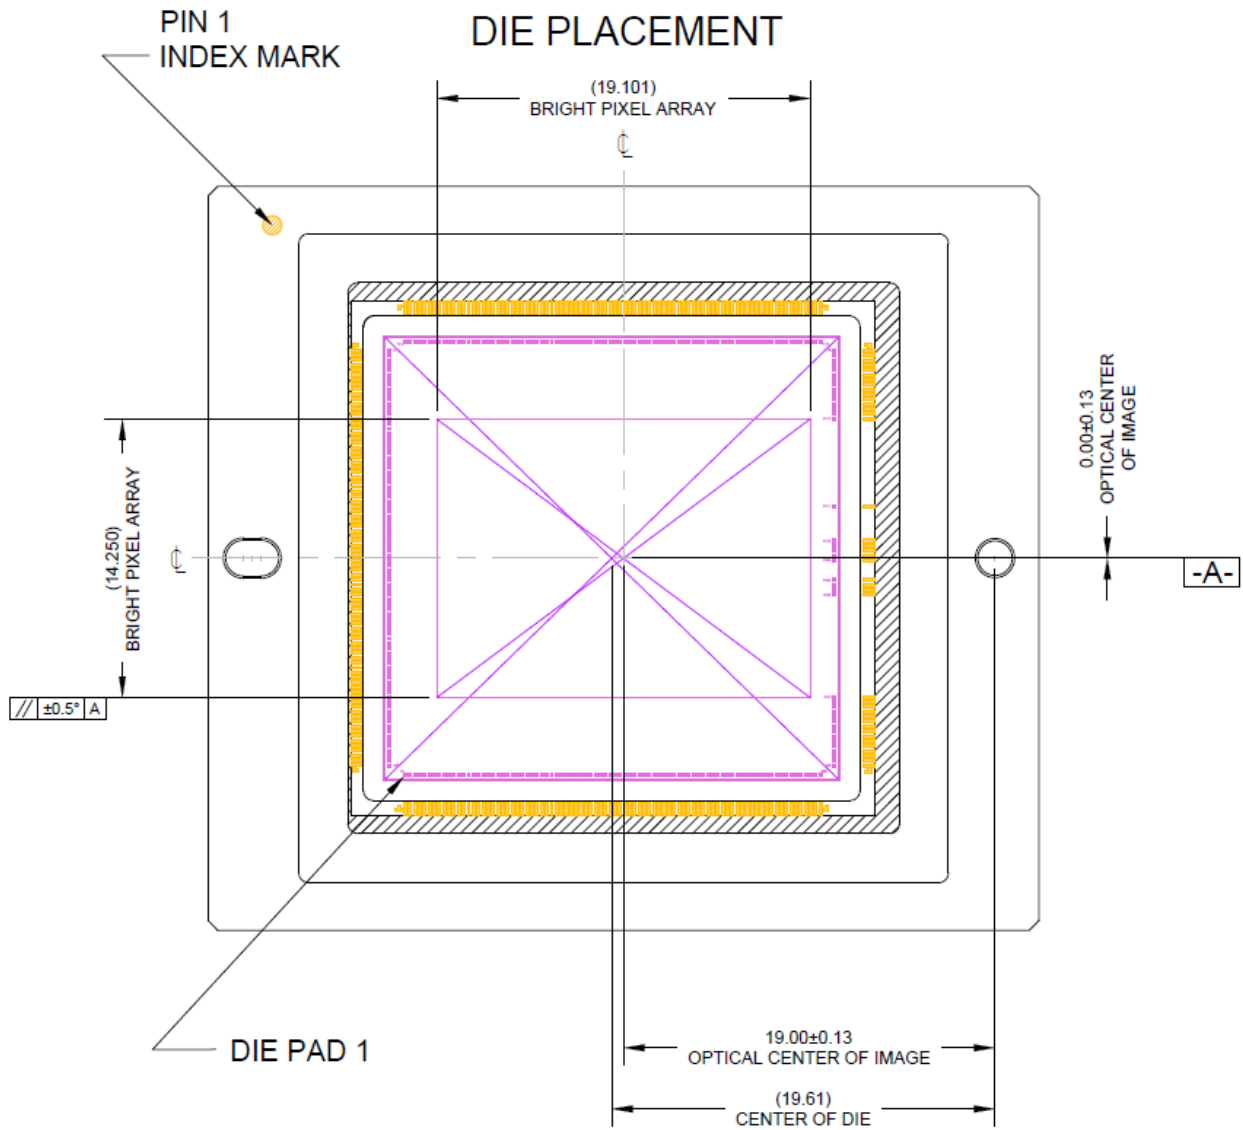 PIN 1
INDEX MARK
DIE PLACEMENT
(19.101)
BRIGHT PIXEL ARRAY
℄
0.00±0.13
OPTICAL CENTER
OF IMAGE
(14.250)
BRIGHT PIXEL ARRAY
℄
-A-
// ±0.5° A
DIE PAD 1
19.00±0.13
OPTICAL CENTER OF IMAGE
(19.61)
CENTER OF DIE